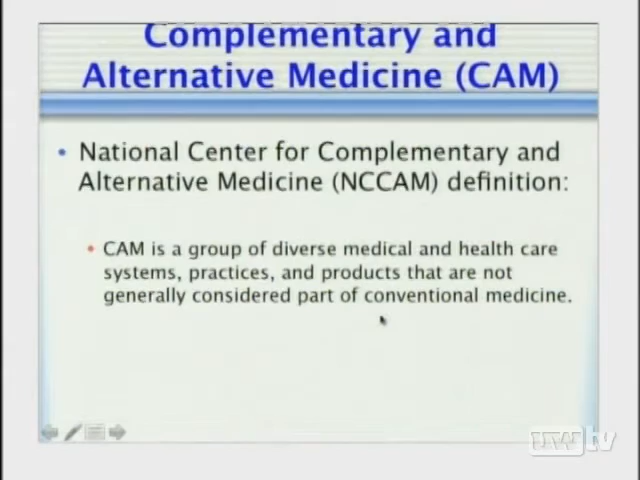 Complementary and
Alternative Medicine (CAM)
• National Center for Complementary and
Alternative Medicine (NCCAM) definition:
CAM is a group of diverse medical and health care
systems, practices, and products that are not
generally considered part of conventional medicine.
uwtv